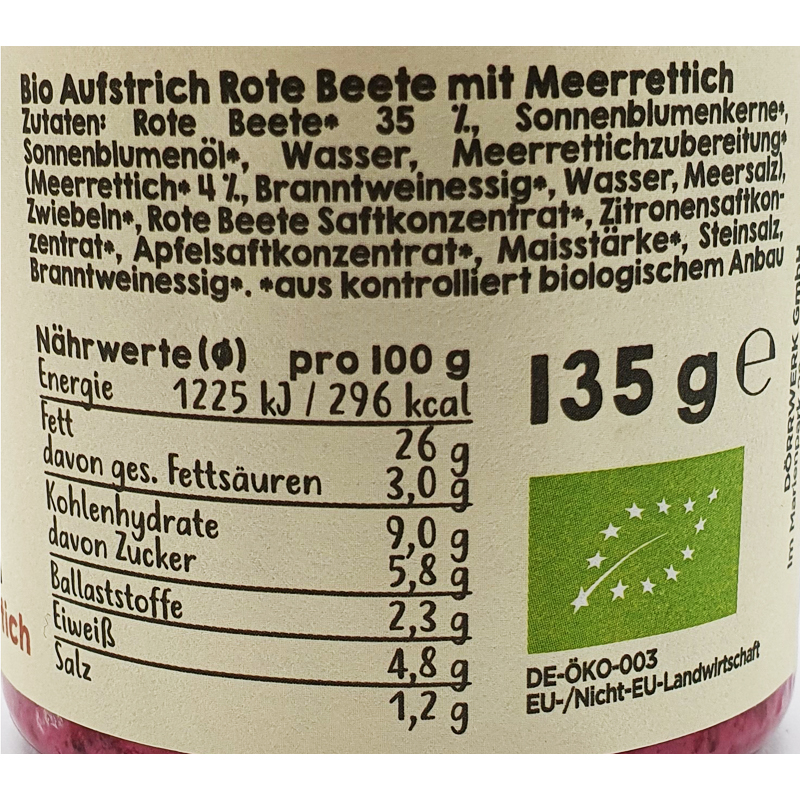 Bio Aufstrich Rote Beete mit Meerrettich
Zutaten: Rote Beete* 35 %, Sonnenblumenkerne*,
Sonnenblumenöl*, Wasser, Meerrettichzubereitung*
(Meerrettich* 4 %, Branntweinessig*, Wasser, Meersalz),
Zwiebeln*, Rote Beete Saftkonzentrat*, Zitronensaftkon-
zentrat*, Apfelsaftkonzentrat*, Maisstärke*, Steinsalz,
Branntweinessig*. *aus kontrolliert biologischem Anbau
Nährwerte (Ø) pro 100 g
Energie 1225 kJ / 296 kcal
Fett 26 g
davon ges. Fettsäuren 3,0 g
Kohlenhydrate 9,0 g
davon Zucker 5,8 g
Ballaststoffe 2,3 g
Eiweiß 4,8 g
Salz 1,2 g
135 g e
DE-ÖKO-003
EU-/Nicht-EU-Landwirtschaft
DÖRRWERK GmbH